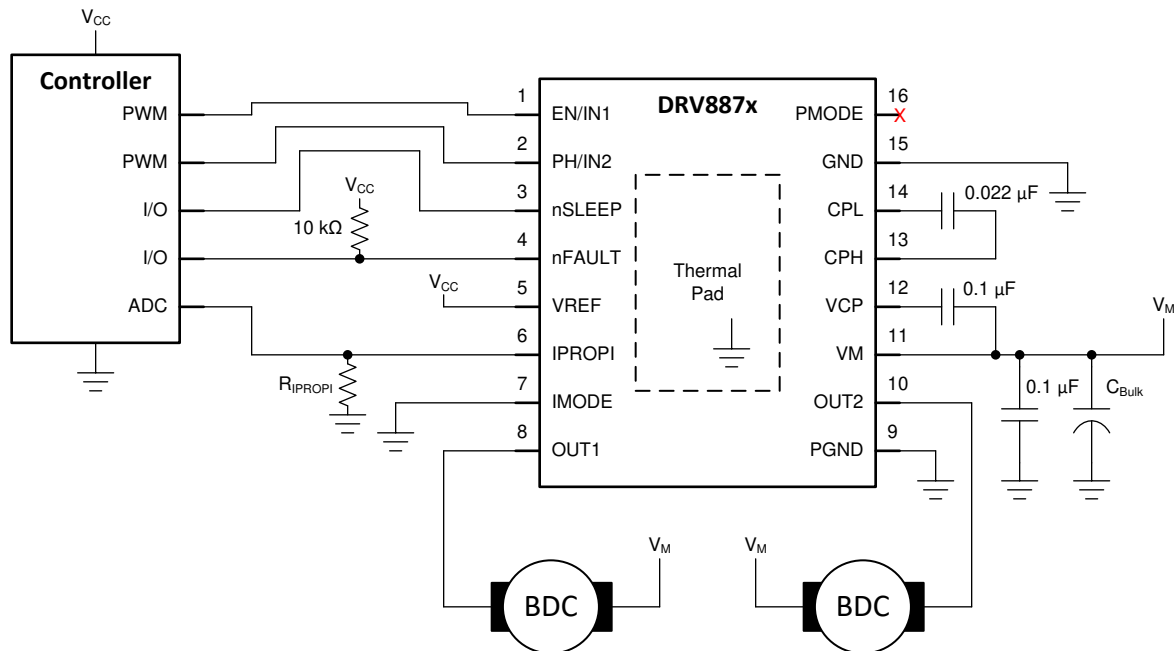 VCC
Controller
PWM
PWM
I/O
I/O
ADC
VCC
10 kΩ
VCC
RIPROPI
DRV887x
1 EN/IN1
2 PH/IN2
3 nSLEEP
4 nFAULT
5 VREF
6 IPROPI
7 IMODE
8 OUT1
Thermal
Pad
16 PMODE X
15 GND
14 CPL
13 CPH
12 VCP
11 VM
10 OUT2
9 PGND
0.022 µF
0.1 µF
VM
0.1 µF
CBulk
VM
VM
BDC
BDC